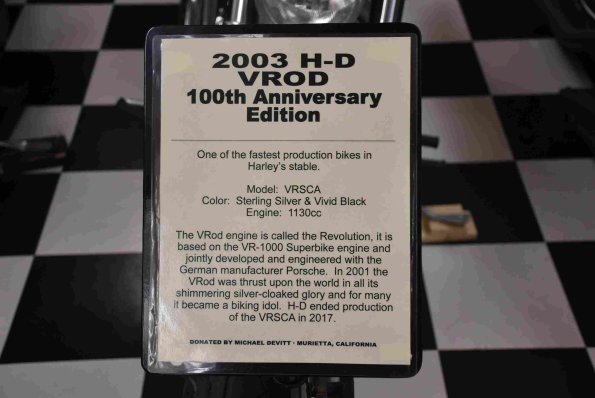 2003 H-D
VROD
100th Anniversary
Edition
One of the fastest production bikes in
Harley's stable.
Model: VRSCA
Color: Sterling Silver & Vivid Black
Engine: 1130cc
The VRod engine is called the Revolution, it is
based on the VR-1000 Superbike engine and
jointly developed and engineered with the
German manufacturer Porsche. In 2001 the
VRod was thrust upon the world in all its
shimmering silver-cloaked glory and for many
it became a biking idol. H-D ended production
of the VRSCA in 2017.
DONATED BY MICHAEL DEVITT · MURIETTA, CALIFORNIA